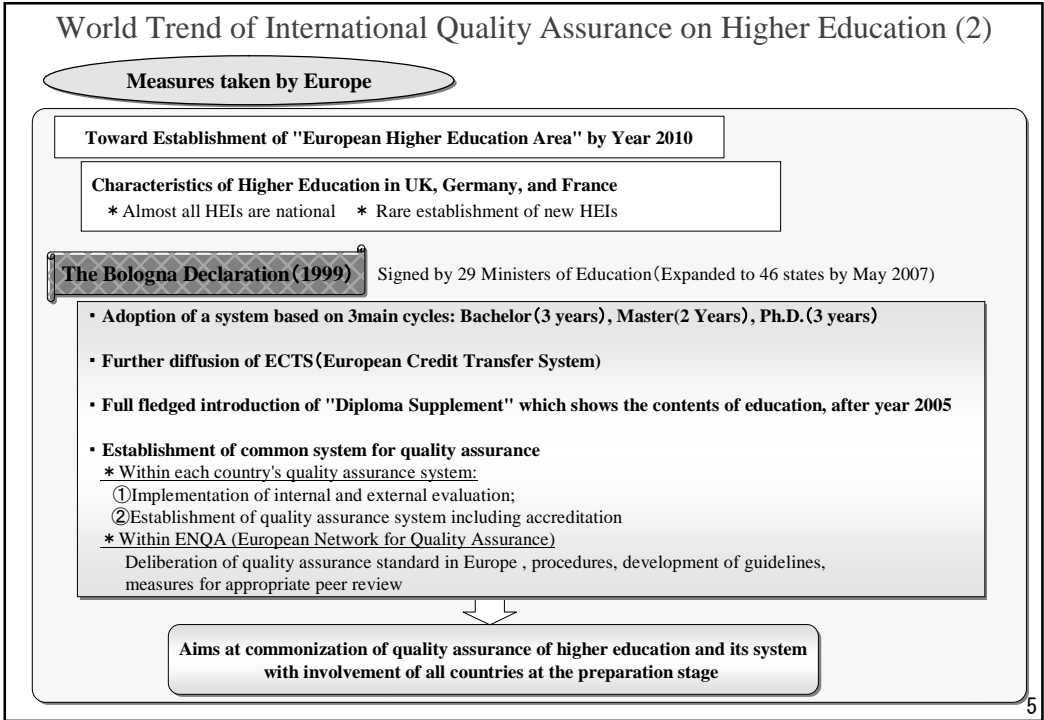 World Trend of International Quality Assurance on Higher Education (2)
Measures taken by Europe
Toward Establishment of "European Higher Education Area" by Year 2010
Characteristics of Higher Education in UK, Germany, and France
＊Almost all HEIs are national ＊ Rare establishment of new HEIs
The Bologna Declaration（1999） Signed by 29 Ministers of Education（Expanded to 46 states by May 2007）
・Adoption of a system based on 3main cycles: Bachelor（3 years）, Master(2 Years）, Ph.D.（3 years）
・Further diffusion of ECTS（European Credit Transfer System)
・Full fledged introduction of "Diploma Supplement" which shows the contents of education, after year 2005
・Establishment of common system for quality assurance
＊Within each country's quality assurance system:
①Implementation of internal and external evaluation;
②Establishment of quality assurance system including accreditation
＊Within ENQA (European Network for Quality Assurance)
Deliberation of quality assurance standard in Europe , procedures, development of guidelines,
measures for appropriate peer review
Aims at commonization of quality assurance of higher education and its system
with involvement of all countries at the preparation stage
5